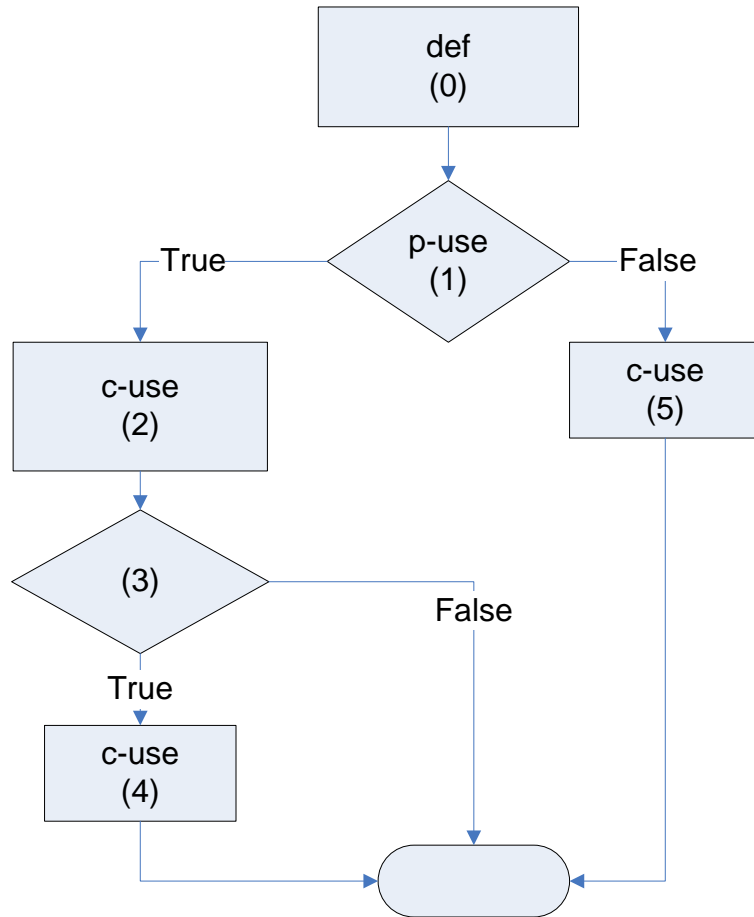 def
(0)
p-use
(1)
True
False
c-use
(2)
c-use
(5)
(3)
False
True
c-use
(4)